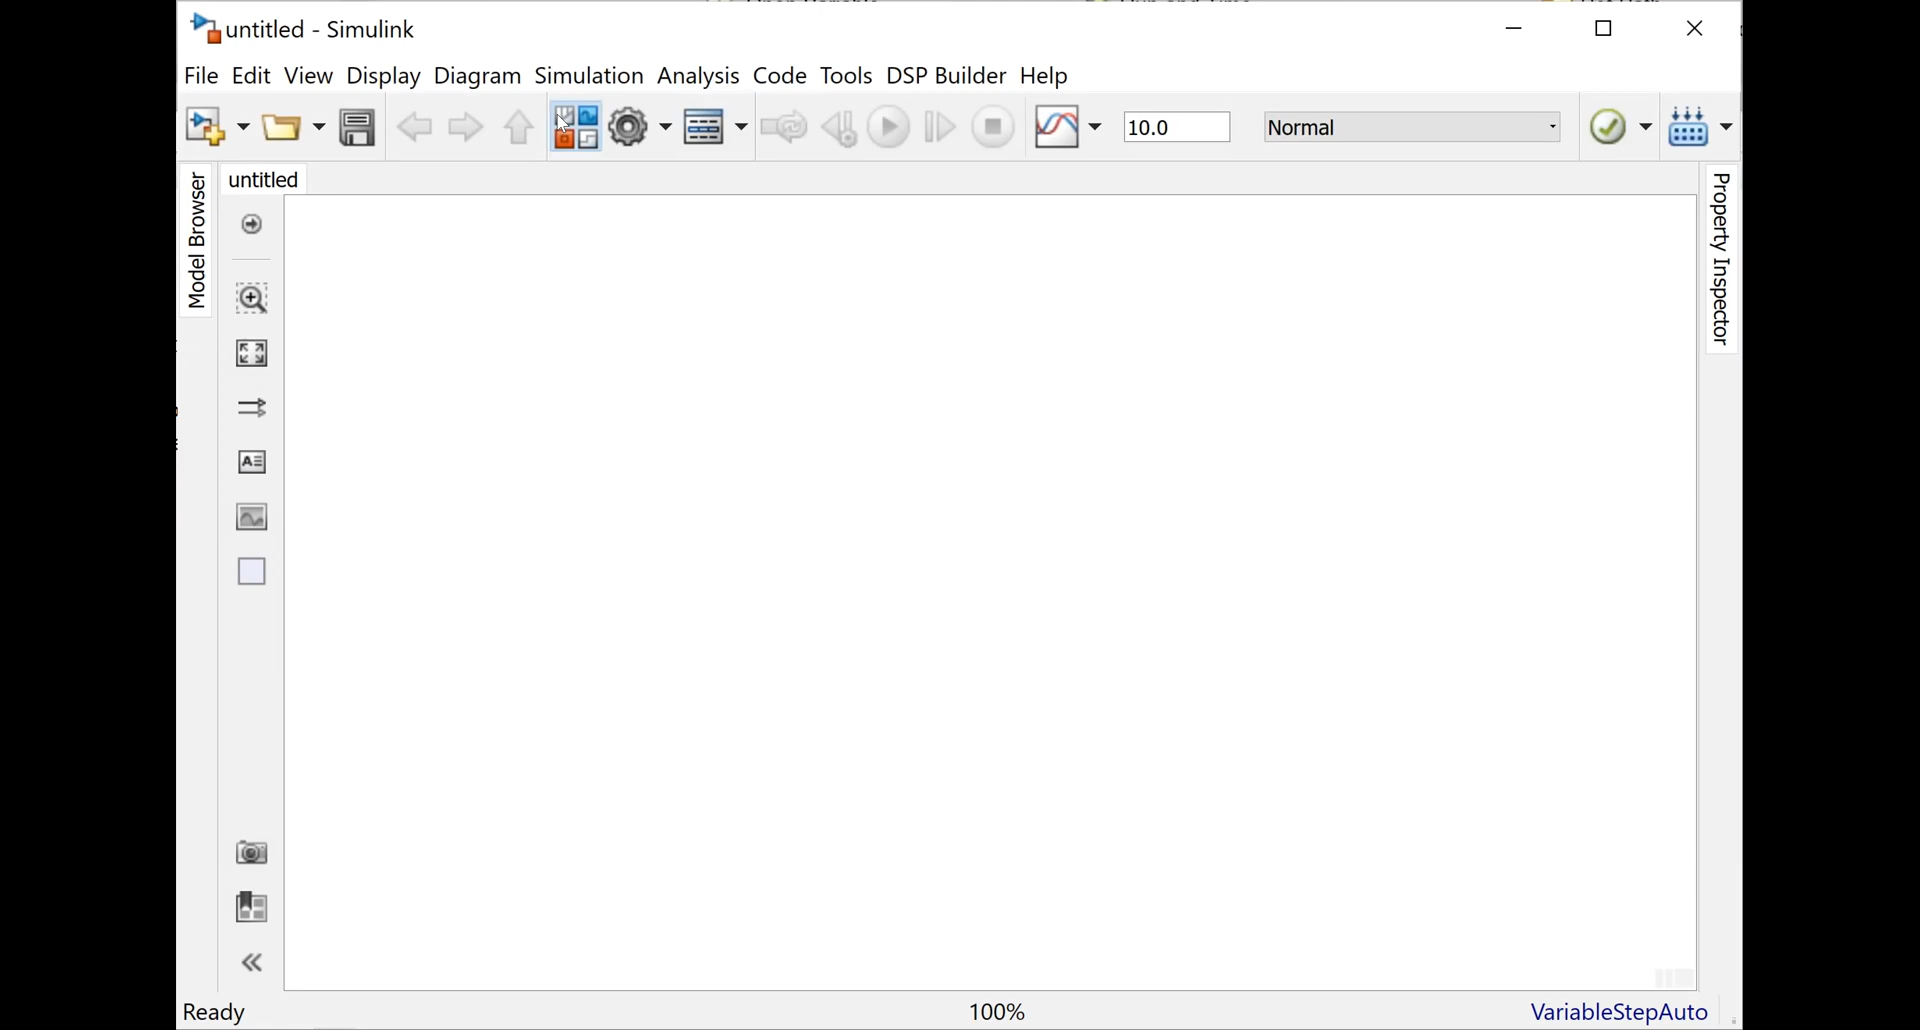 untitled - Simulink
File Edit View Display Diagram Simulation Analysis Code Tools DSP Builder Help
10.0 Normal
Model Browser
untitled
Property Inspector
Ready 100% VariableStepAuto